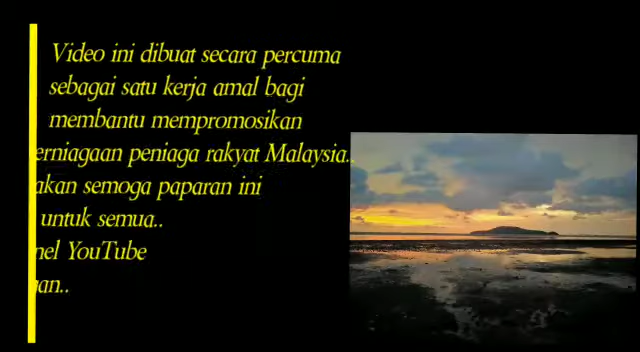 Video ini dibuat secara percuma
sebagai satu kerja amal bagi
membantu mempromosikan
erniagaan peniaga rakyat Malaysia..
akan semoga paparan ini
untuk semua..
nel YouTube
an..